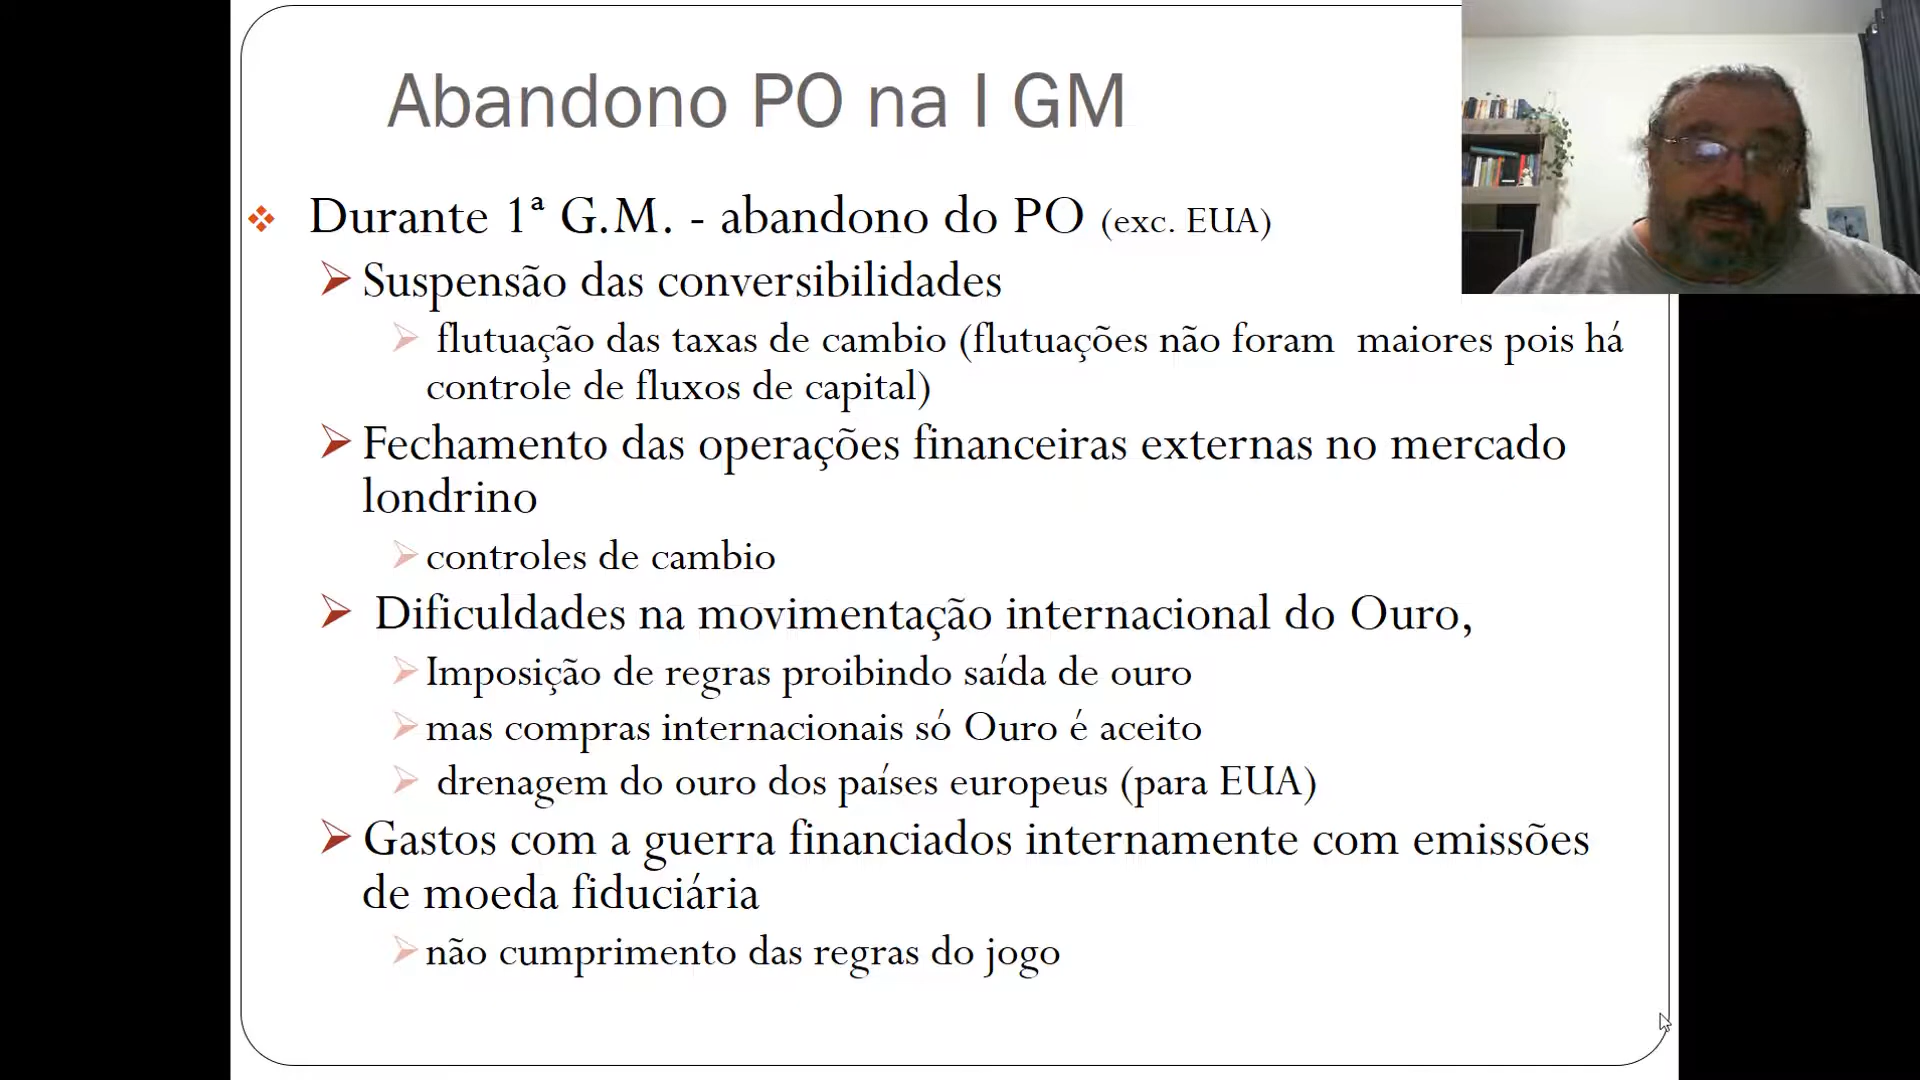 Abandono PO na I GM
Durante 1ª G.M. - abandono do PO (exc. EUA)
Suspensão das conversibilidades
flutuação das taxas de cambio (flutuações não foram maiores pois há
controle de fluxos de capital)
Fechamento das operações financeiras externas no mercado
londrino
controles de cambio
Dificuldades na movimentação internacional do Ouro,
Imposição de regras proibindo saída de ouro
mas compras internacionais só Ouro é aceito
drenagem do ouro dos países europeus (para EUA)
Gastos com a guerra financiados internamente com emissões
de moeda fiduciária
não cumprimento das regras do jogo